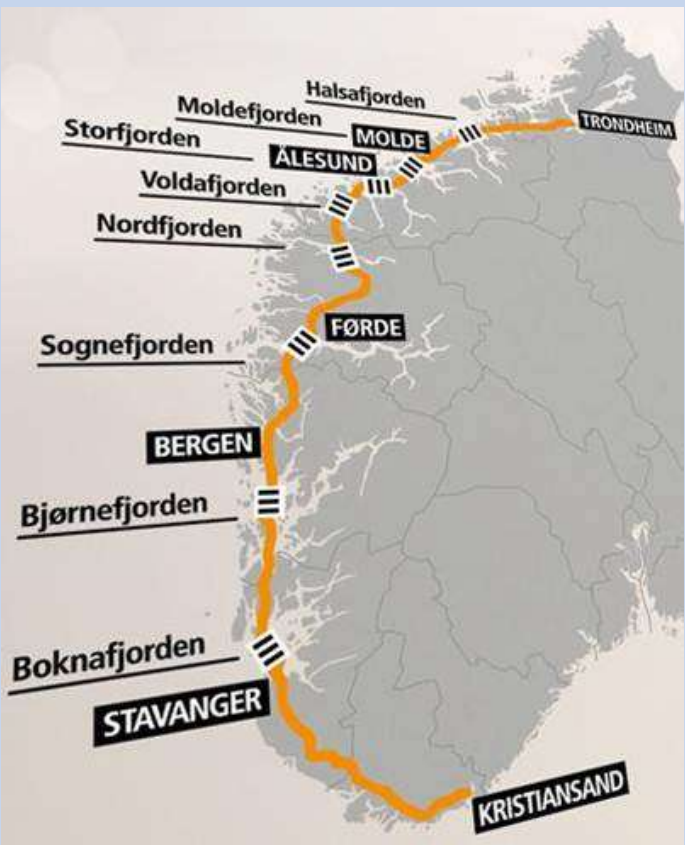 Halsafjorden
Moldefjorden
MOLDE
TRONDHEIM
Storfjorden
ÅLESUND
Voldafjorden
Nordfjorden
FØRDE
Sognefjorden
BERGEN
Bjørnefjorden
Boknafjorden
STAVANGER
KRISTIANSAND